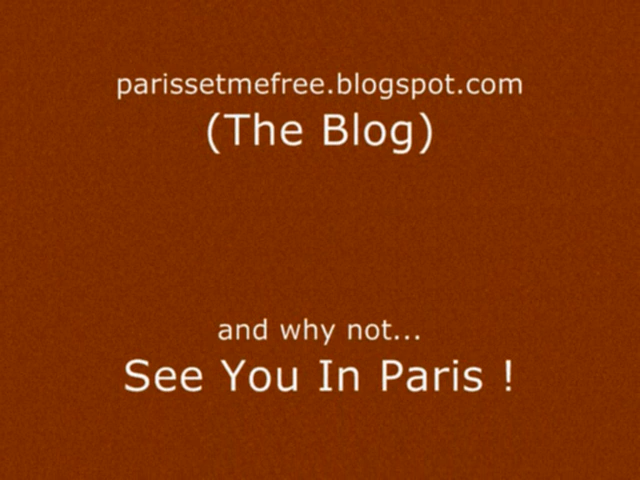 parissetmefree.blogspot.com
(The Blog)
and why not...
See You In Paris !